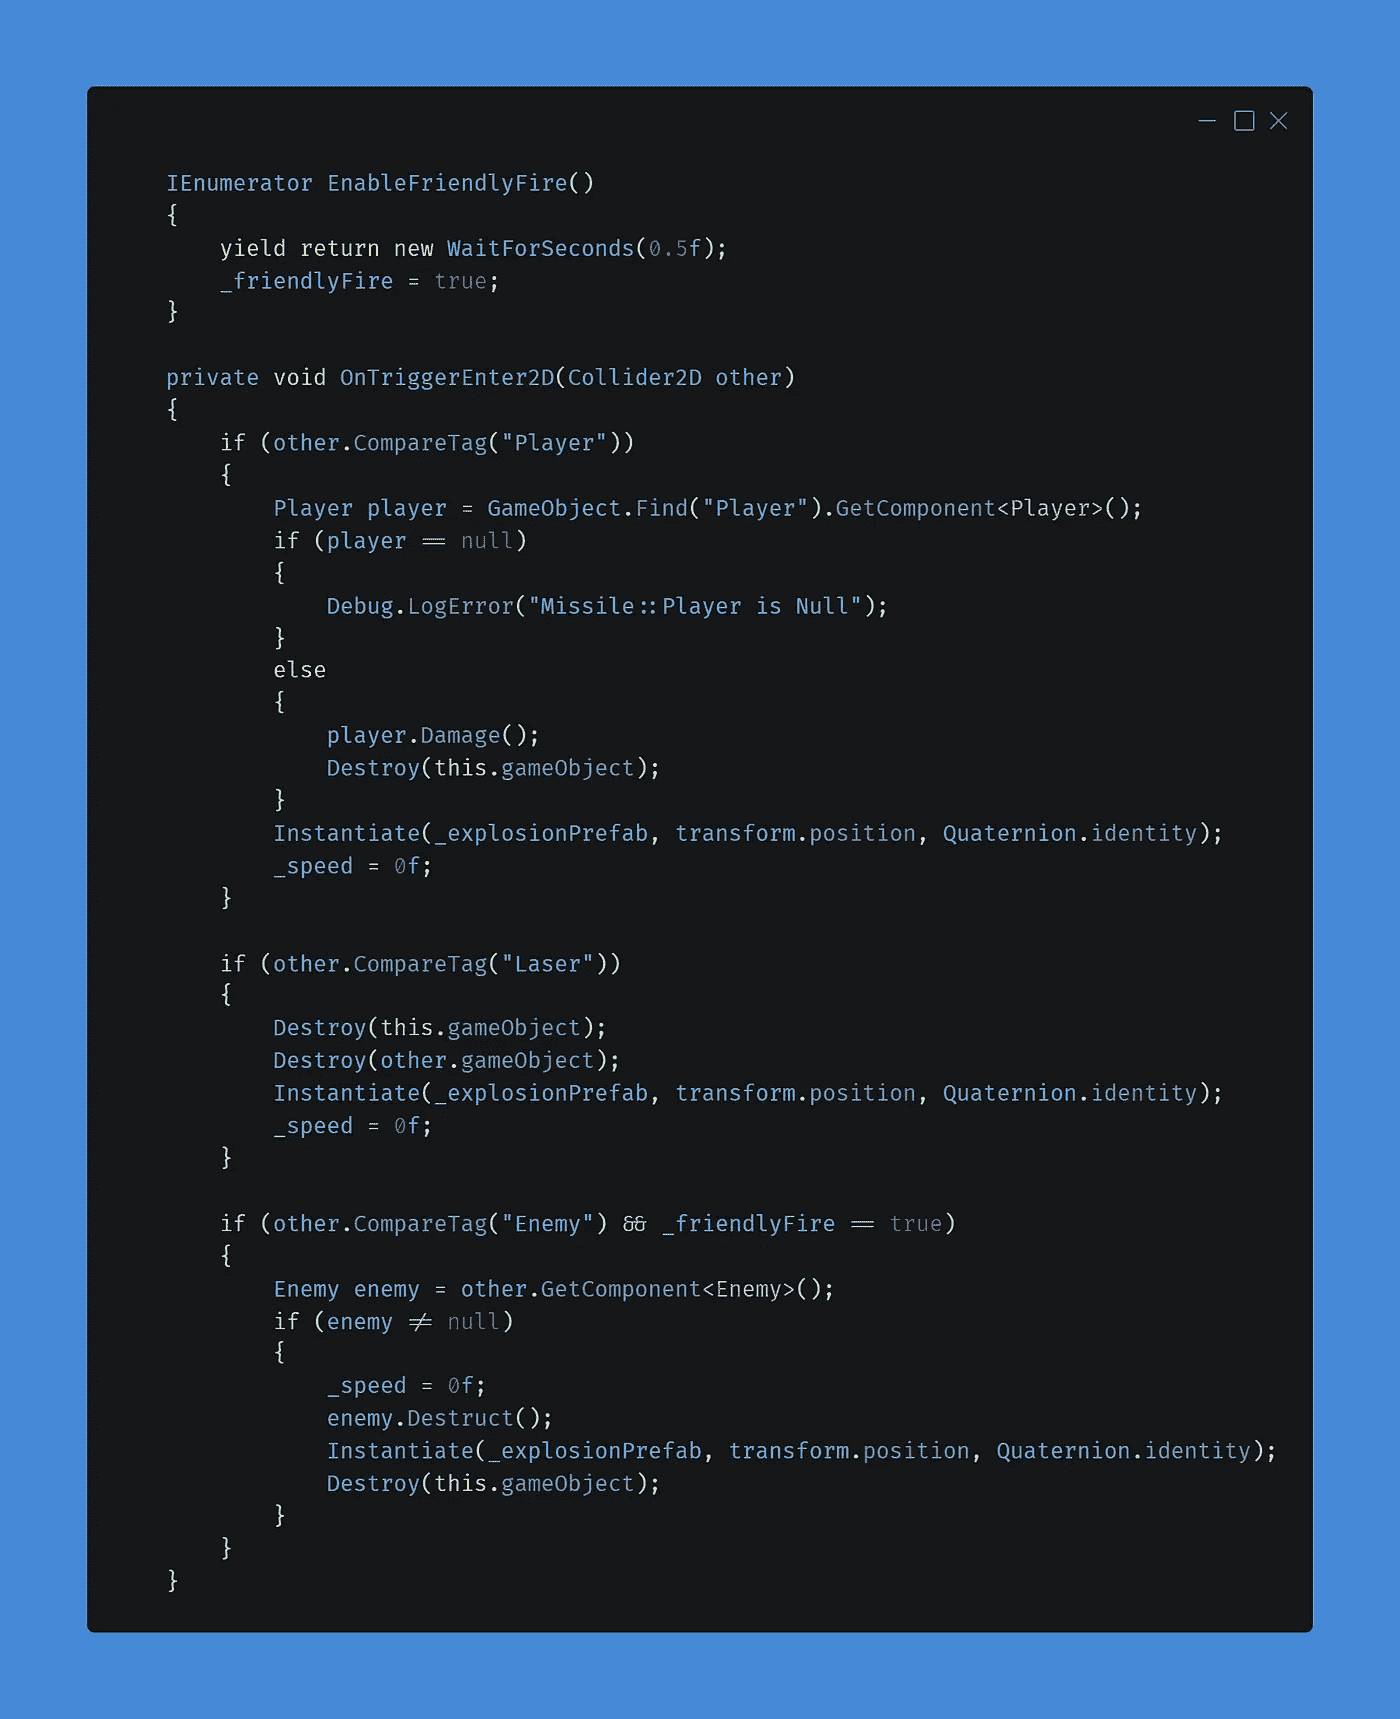 IEnumerator EnableFriendlyFire()
{
    yield return new WaitForSeconds(0.5f);
    _friendlyFire = true;
}

private void OnTriggerEnter2D(Collider2D other)
{
    if (other.CompareTag("Player"))
    {
        Player player = GameObject.Find("Player").GetComponent<Player>();
        if (player == null)
        {
            Debug.LogError("Missile::Player is Null");
        }
        else
        {
            player.Damage();
            Destroy(this.gameObject);
        }
        Instantiate(_explosionPrefab, transform.position, Quaternion.identity);
        _speed = 0f;
    }

    if (other.CompareTag("Laser"))
    {
        Destroy(this.gameObject);
        Destroy(other.gameObject);
        Instantiate(_explosionPrefab, transform.position, Quaternion.identity);
        _speed = 0f;
    }

    if (other.CompareTag("Enemy") && _friendlyFire == true)
    {
        Enemy enemy = other.GetComponent<Enemy>();
        if (enemy != null)
        {
            _speed = 0f;
            enemy.Destruct();
            Instantiate(_explosionPrefab, transform.position, Quaternion.identity);
            Destroy(this.gameObject);
        }
    }
}